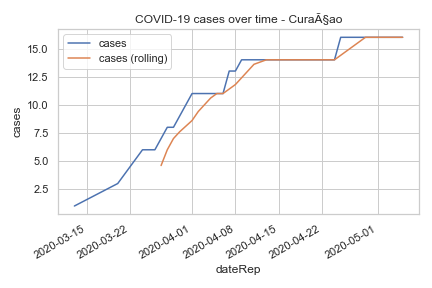 COVID-19 cases over time - CuraÃ§ao
cases
cases (rolling)
15.0
12.5
10.0
7.5
5.0
2.5
cases
2020-03-15
2020-03-22
2020-04-01
2020-04-08
2020-04-15
2020-04-22
2020-05-01
dateRep